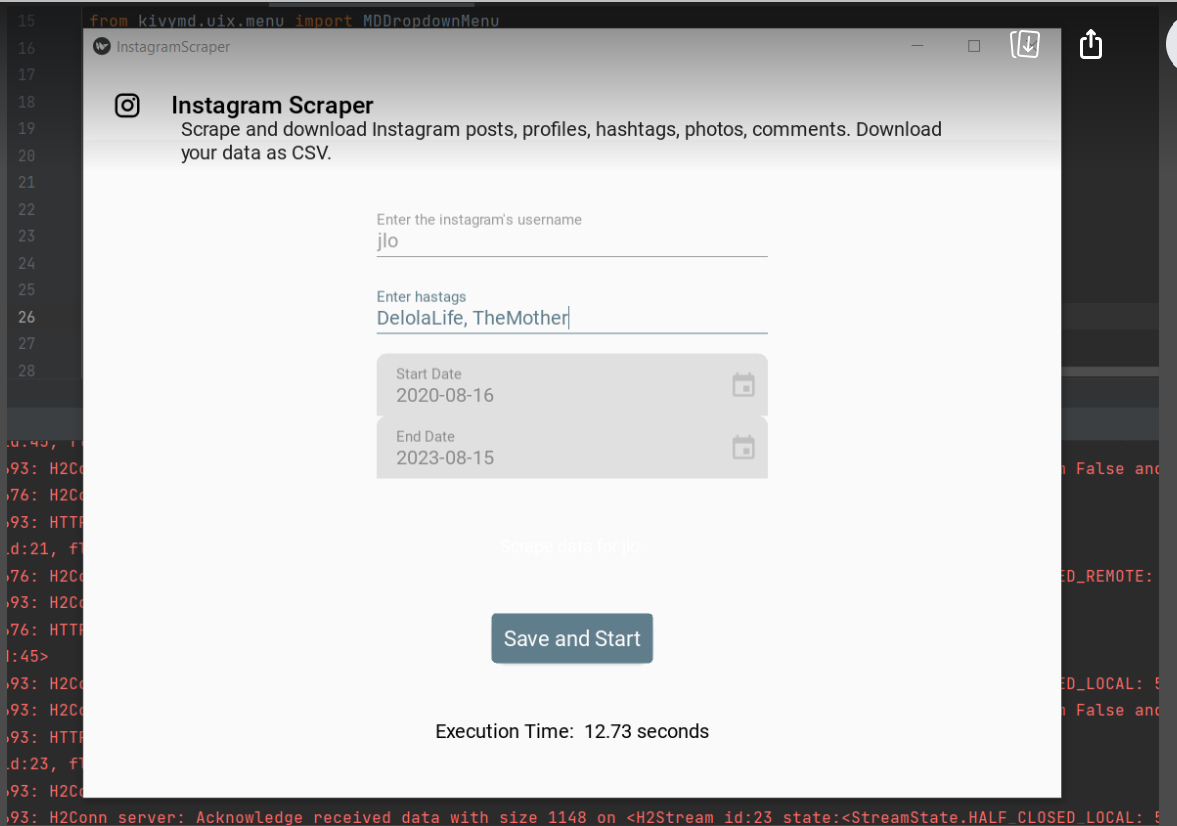 15 from kivymd.uix.menu import MDDropdownMenu
16
InstagramScraper
17
18
Instagram Scraper
19
Scrape and download Instagram posts, profiles, hashtags, photos, comments. Download
20
your data as CSV.
21
22
Enter the instagram's username
23
jlo
24
25
Enter hastags
26
DelolaLife, TheMother
27
28
Start Date
2020-08-16
End Date
2023-08-15
Scrape data for jlo
Save and Start
Execution Time: 12.73 seconds
93: H2Co
False and
76: H2Co
93: HTTP
d:21, fl
76: H2Co
ED_REMOTE:
93: H2Co
76: HTTP
:45>
93: H2Co
ED_LOCAL: 5
93: H2Co
False and
93: HTTP
d:23, fl
93: H2Co
93: H2Conn server: Acknowledge received data with size 1148 on <H2Stream id:23 state:<StreamState.HALF_CLOSED_LOCAL: 5